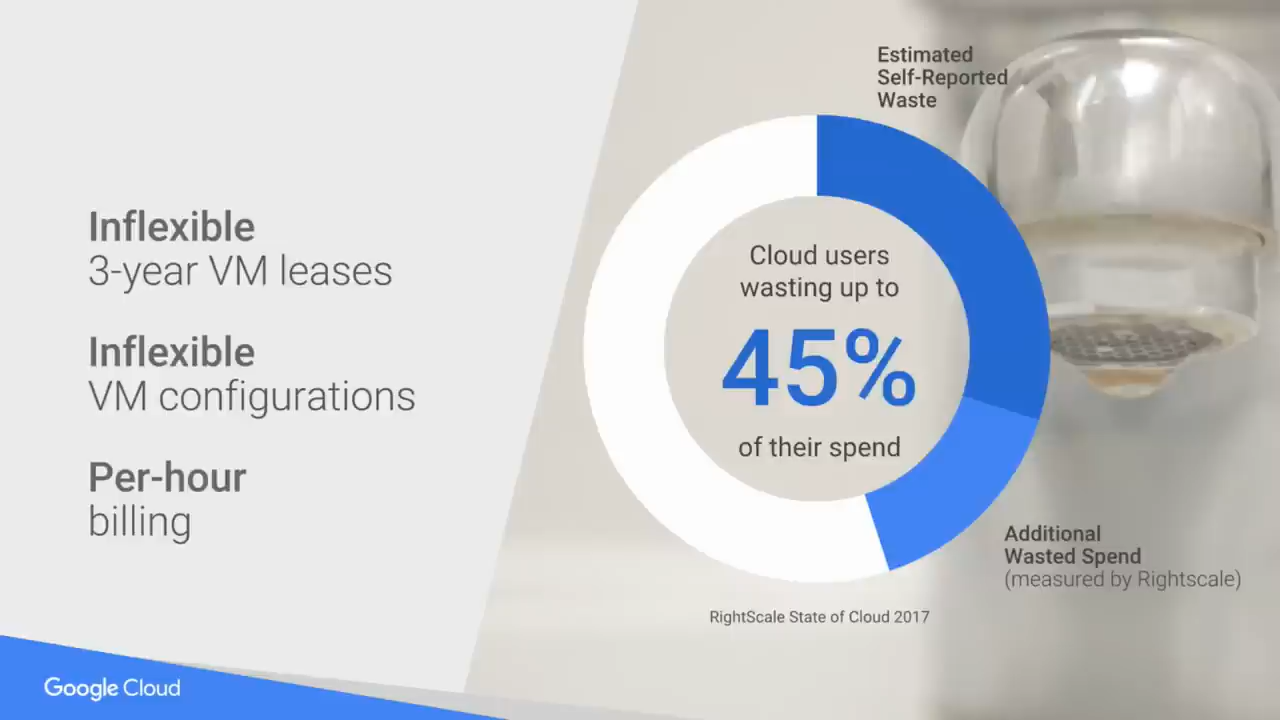 Inflexible
3-year VM leases
Inflexible
VM configurations
Per-hour
billing
Estimated
Self-Reported
Waste
Cloud users
wasting up to
45%
of their spend
Additional
Wasted Spend
(measured by Rightscale)
RightScale State of Cloud 2017
Google Cloud